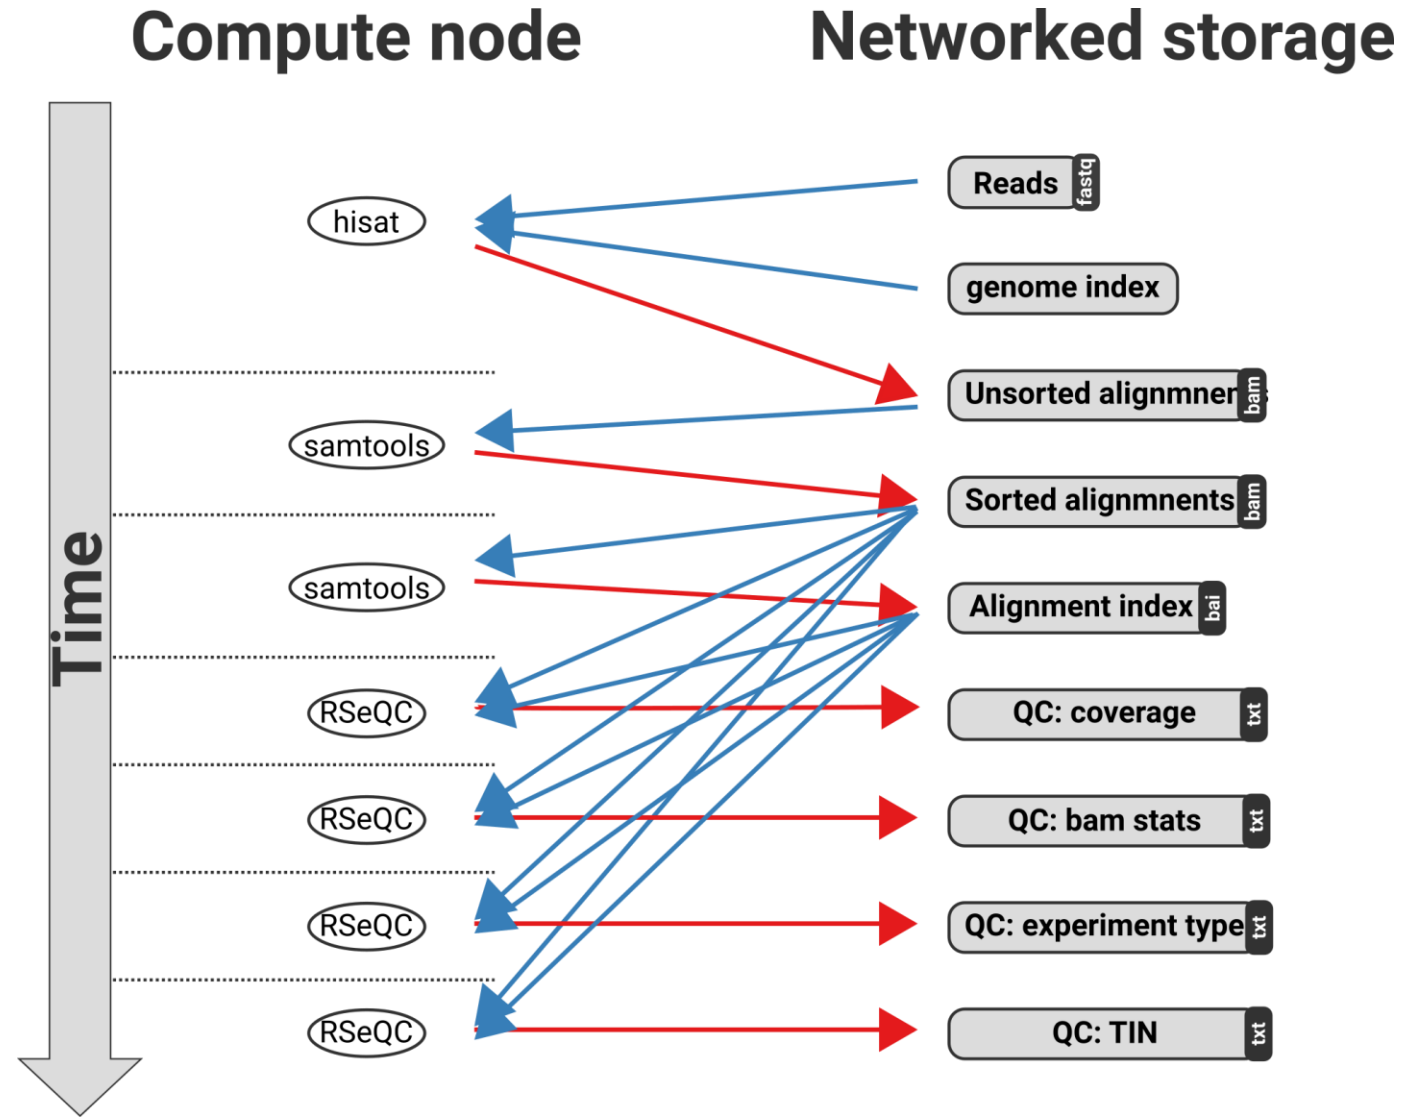 Compute node
Networked storage
Time
hisat
Reads
fastq
genome index
Unsorted alignmnents
bam
samtools
Sorted alignmnents
bam
samtools
Alignment index
bai
RSeQC
QC: coverage
txt
RSeQC
QC: bam stats
txt
RSeQC
QC: experiment type
txt
RSeQC
QC: TIN
txt